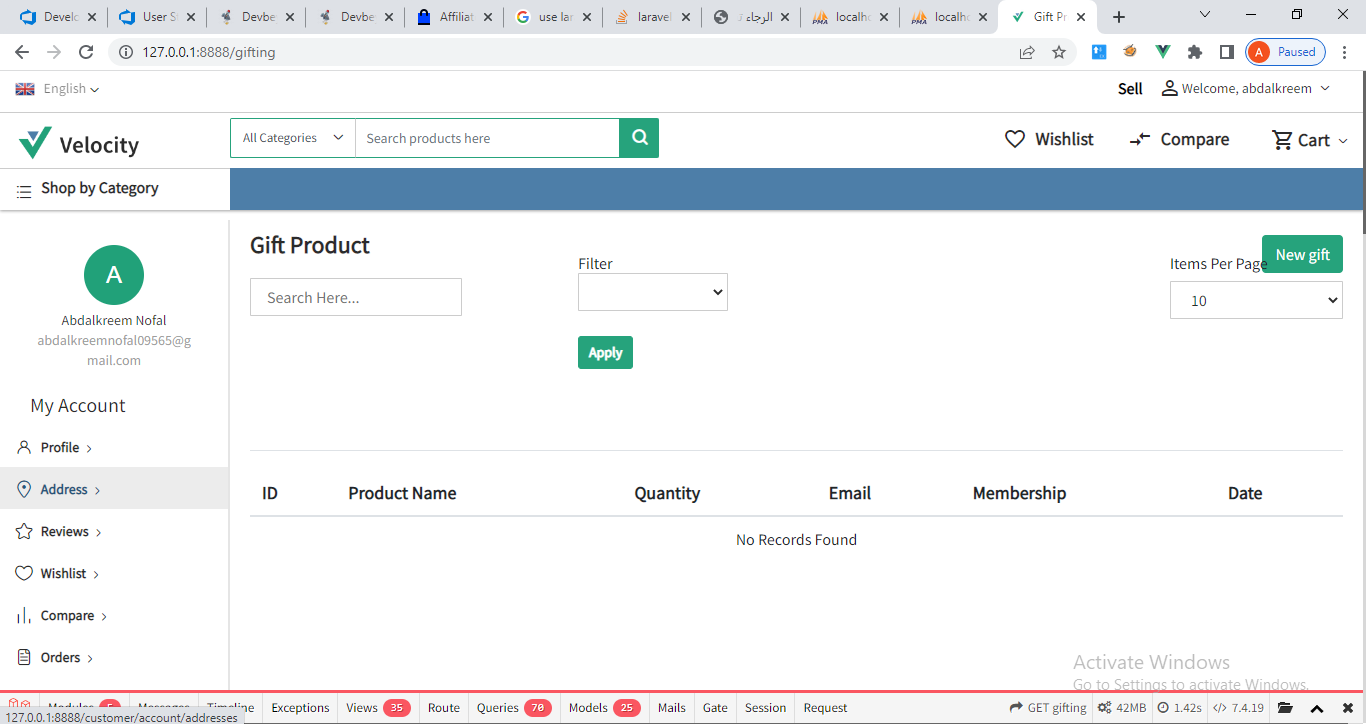 Develo
User S
Devbe
Devbe
Affiliat
use lar
laravel
الرجاء
localho
localho
Gift Pr
127.0.0.1:8888/gifting
A
Paused
English
Sell
Welcome, abdalkreem
Velocity
All Categories
Search products here
Wishlist
Compare
Cart
Shop by Category
A
Abdalkreem Nofal
abdalkreemnofal09565@g
mail.com
My Account
Profile
Address
Reviews
Wishlist
Compare
Orders
Gift Product
Search Here...
Filter
Apply
New gift
Items Per Page
10
ID Product Name Quantity Email Membership Date
No Records Found
Activate Windows
Go to Settings to activate Windows.
Modules 5 Messages Timeline Exceptions Views 35 Route Queries 70 Models 25 Mails Gate Session Request GET gifting 42MB 1.42s 7.4.19
127.0.0.1:8888/customer/account/addresses